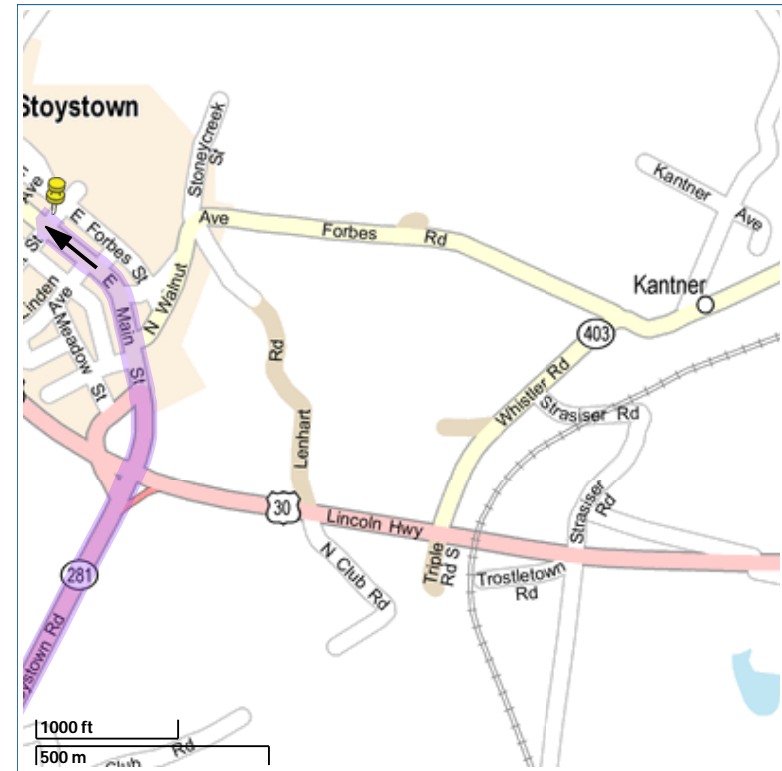 Stoystown
Stoneycreek
St
Kantner
Ave
Ave
E Forbes St
Ave
Forbes Rd
E
Main
St
N Walnut
St
Linden
Ave
Meadow St
Kantner
403
Whistler Rd
Strasiser Rd
Rd
Lenhart
30
Lincoln Hwy
Strasiser
Rd
N Club Rd
Triple
Rd S
Trostletown
Rd
281
ystown Rd
1000 ft
500 m
Club Rd